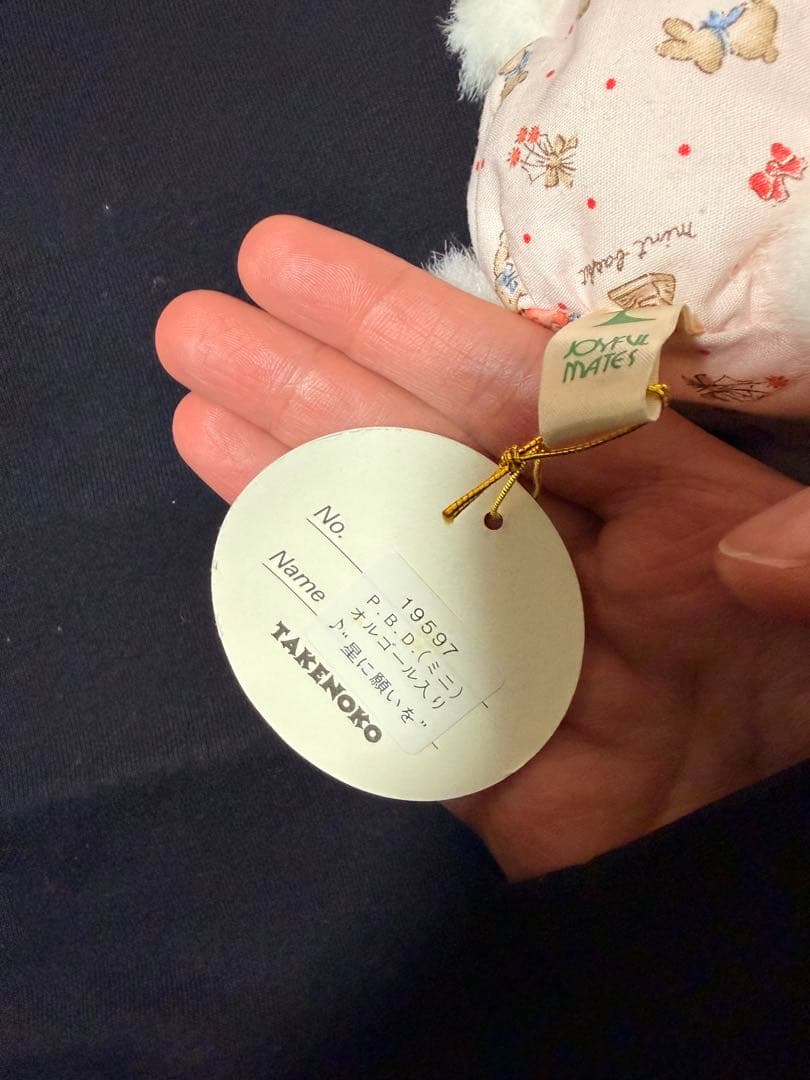 mint
JOYFUL
MATES
No.
19597
Name
P.B.D.(ミニ)
オルゴール入り
♪"星に願いを"
TAKENOKO